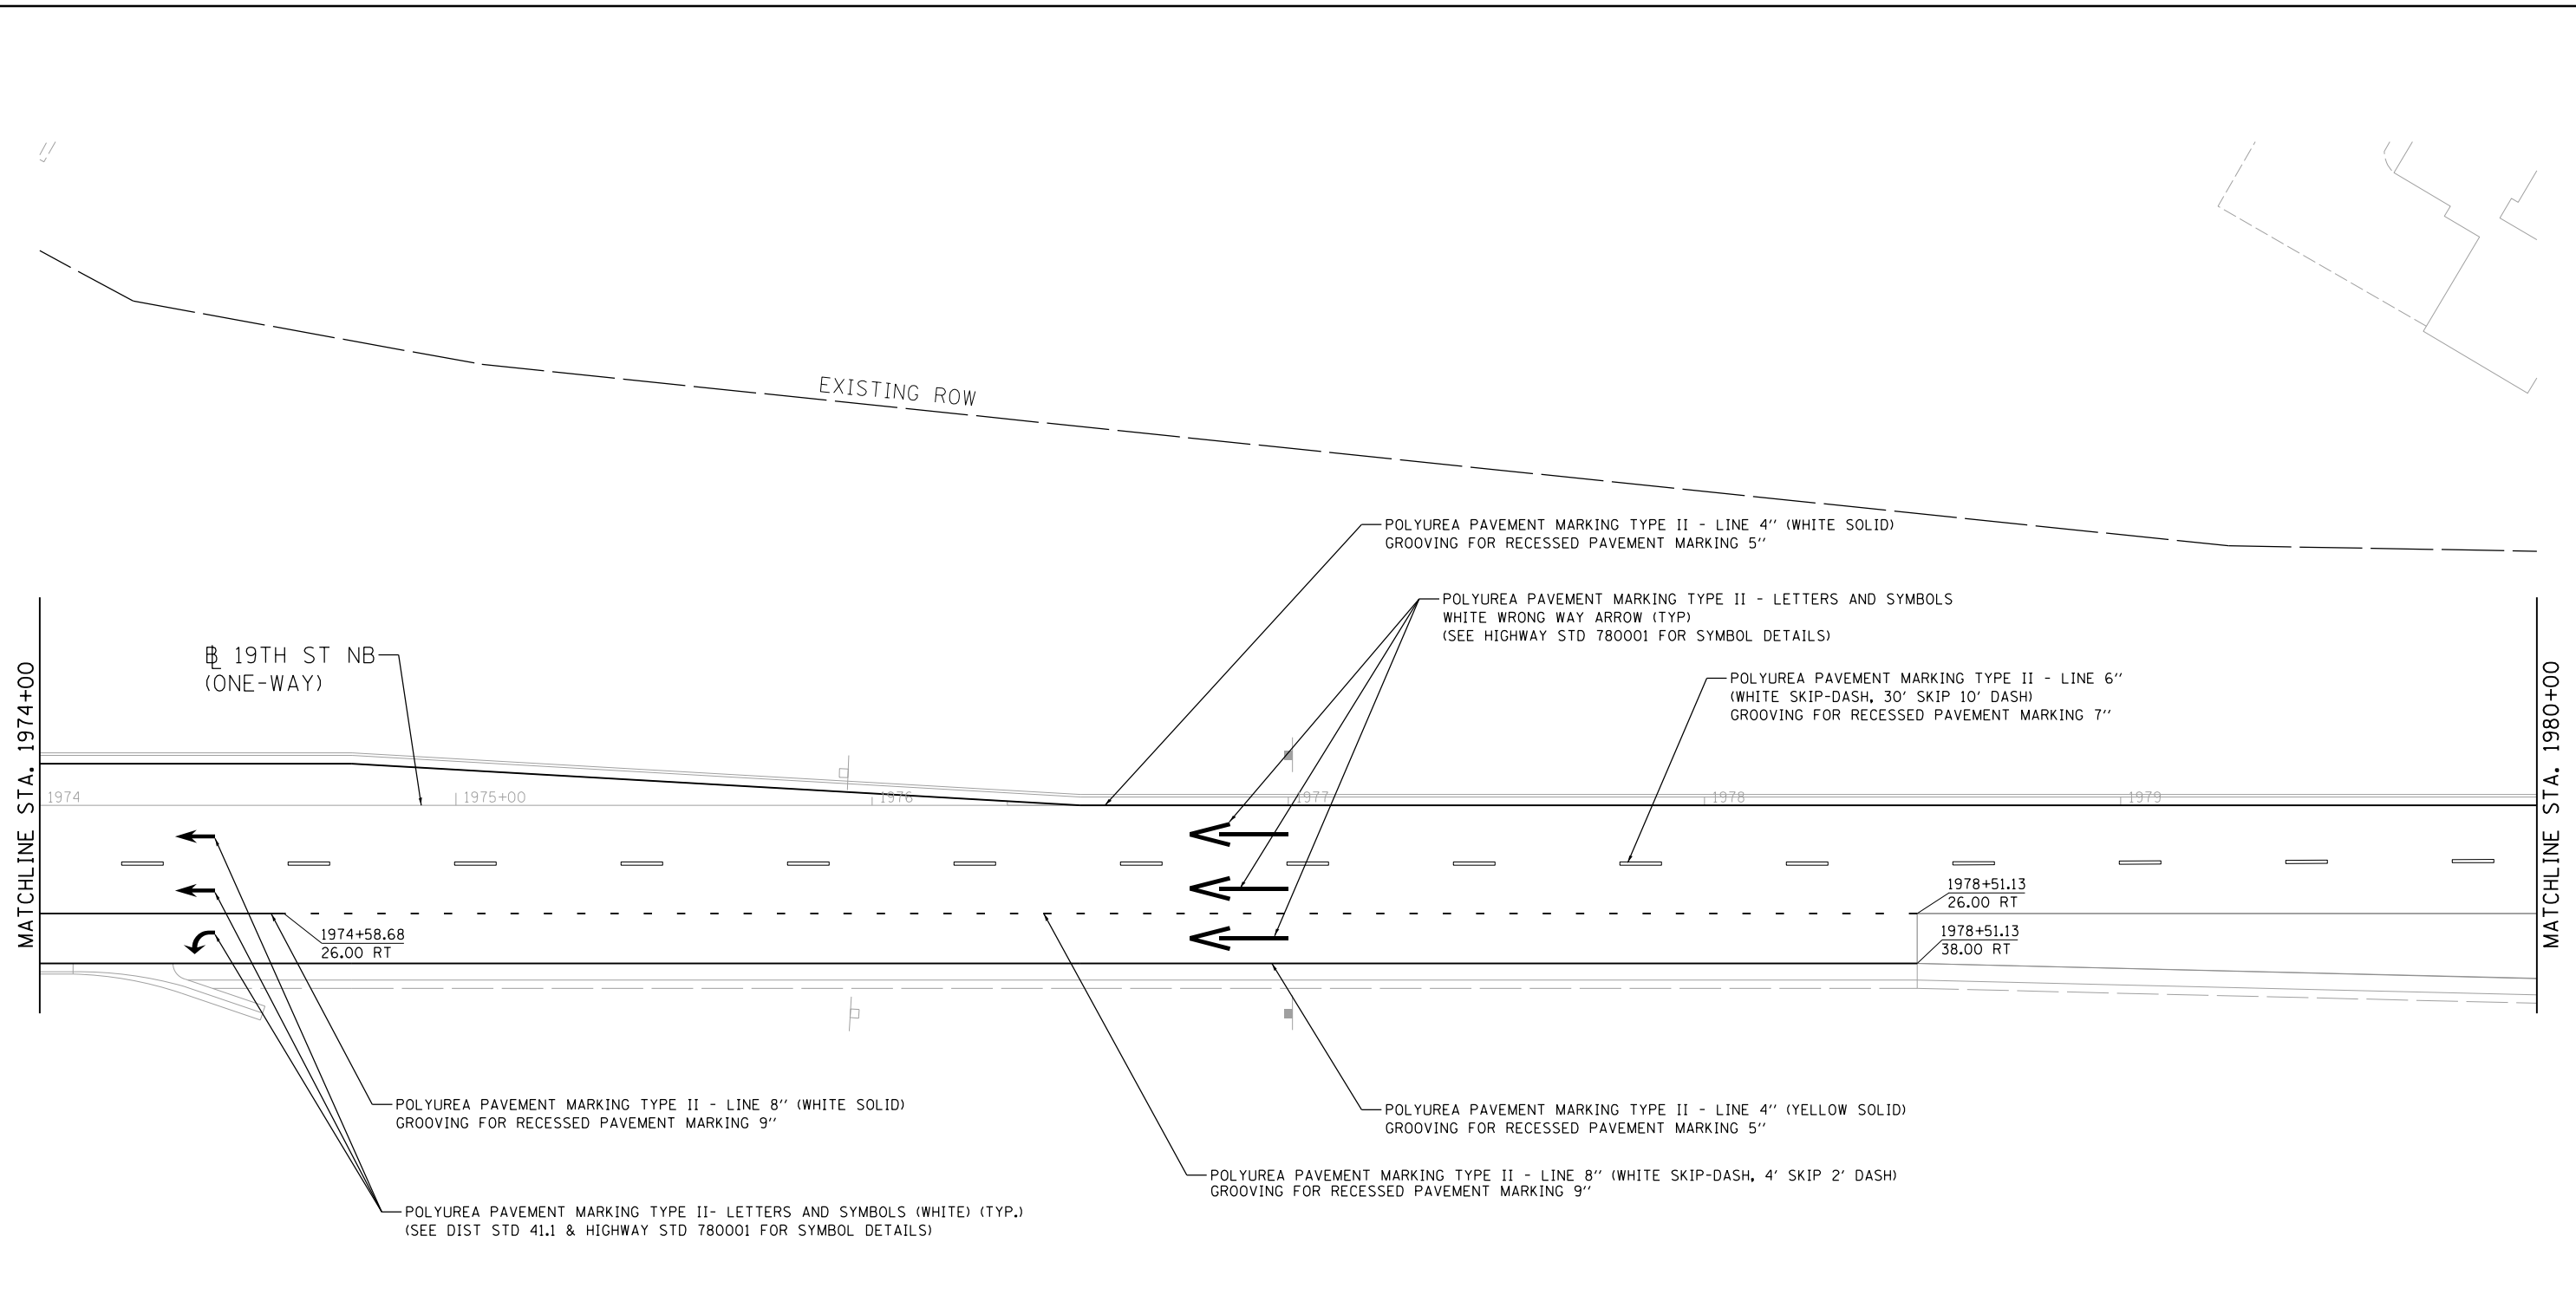 EXISTING ROW
POLYUREA PAVEMENT MARKING TYPE II - LINE 4" (WHITE SOLID)
GROOVING FOR RECESSED PAVEMENT MARKING 5"
POLYUREA PAVEMENT MARKING TYPE II - LETTERS AND SYMBOLS
WHITE WRONG WAY ARROW (TYP)
(SEE HIGHWAY STD 780001 FOR SYMBOL DETAILS)
POLYUREA PAVEMENT MARKING TYPE II - LINE 6"
(WHITE SKIP-DASH, 30' SKIP 10' DASH)
GROOVING FOR RECESSED PAVEMENT MARKING 7"
BL 19TH ST NB
(ONE-WAY)
MATCHLINE STA. 1974+00
MATCHLINE STA. 1980+00
1974
1975+00
1976
1977
1978
1979
1978+51.13
26.00 RT
1974+58.68
26.00 RT
1978+51.13
38.00 RT
POLYUREA PAVEMENT MARKING TYPE II - LINE 8" (WHITE SOLID)
GROOVING FOR RECESSED PAVEMENT MARKING 9"
POLYUREA PAVEMENT MARKING TYPE II - LINE 4" (YELLOW SOLID)
GROOVING FOR RECESSED PAVEMENT MARKING 5"
POLYUREA PAVEMENT MARKING TYPE II - LINE 8" (WHITE SKIP-DASH, 4' SKIP 2' DASH)
GROOVING FOR RECESSED PAVEMENT MARKING 9"
POLYUREA PAVEMENT MARKING TYPE II- LETTERS AND SYMBOLS (WHITE) (TYP.)
(SEE DIST STD 41.1 & HIGHWAY STD 780001 FOR SYMBOL DETAILS)